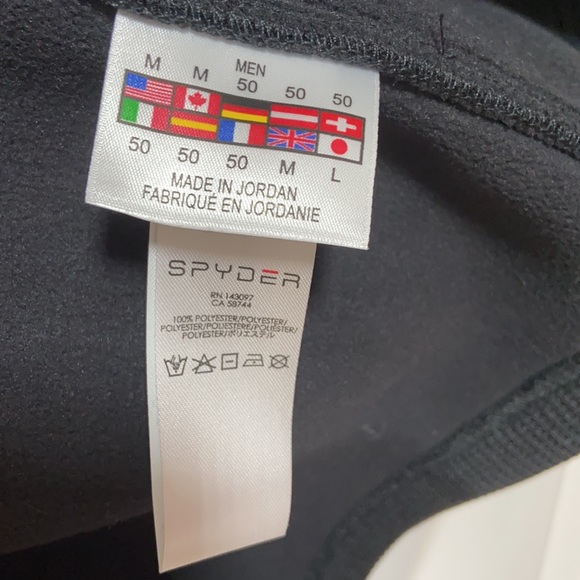 M M MEN 50 50 50
50 50 50 M L
MADE IN JORDAN
FABRIQUÉ EN JORDANIE
SPYDER
RN 143097
CA 58744
100% POLYESTER/POLYESTER/
POLYESTER/POLIESTERE/POLIÉSTER/
POLYESTER/ポリエステル